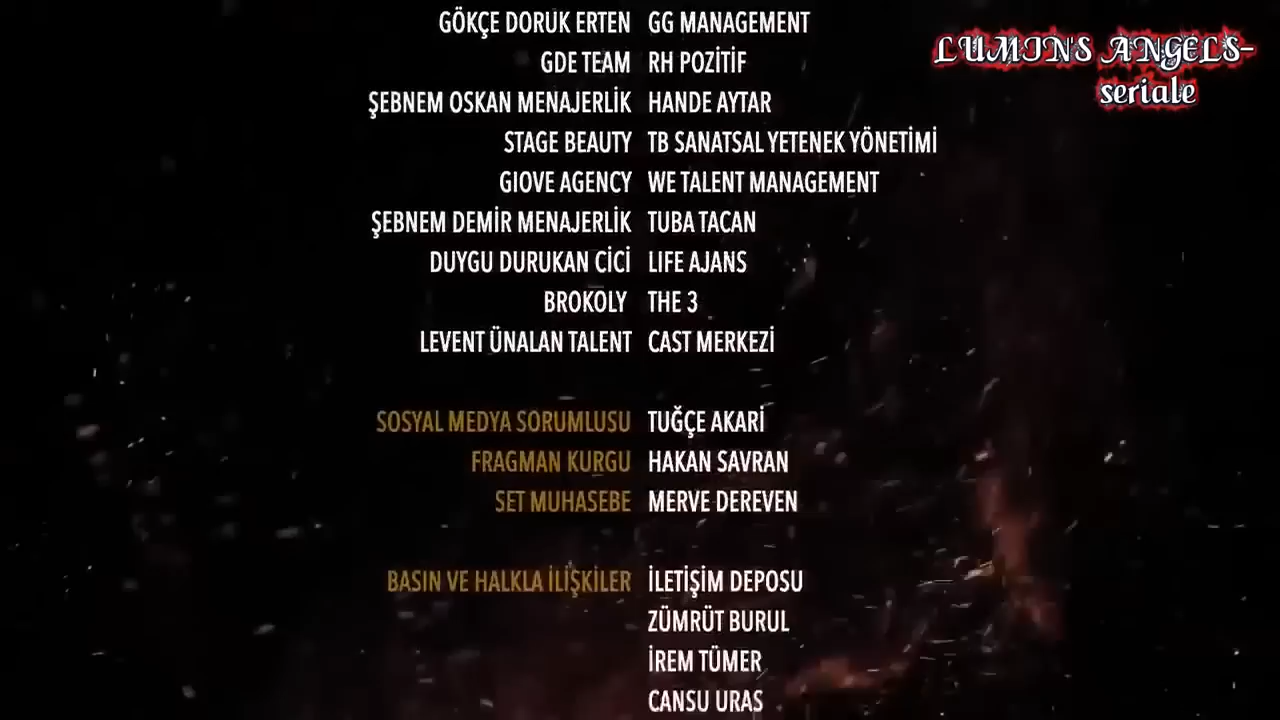 GÖKÇE DORUK ERTEN GG MANAGEMENT
GDE TEAM RH POZİTİF
ŞEBNEM OSKAN MENAJERLİK HANDE AYTAR
STAGE BEAUTY TB SANATSAL YETENEK YÖNETİMİ
GIOVE AGENCY WE TALENT MANAGEMENT
ŞEBNEM DEMİR MENAJERLİK TUBA TACAN
DUYGU DURUKAN CİCİ LIFE AJANS
BROKOLY THE 3
LEVENT ÜNALAN TALENT CAST MERKEZİ
SOSYAL MEDYA SORUMLUSU TUĞÇE AKARİ
FRAGMAN KURGU HAKAN SAVRAN
SET MUHASEBE MERVE DEREVEN
BASIN VE HALKLA İLİŞKİLER İLETİŞİM DEPOSU
ZÜMRÜT BURUL
İREM TÜMER
CANSU URAS
LUMINS ANGELS-
seriale